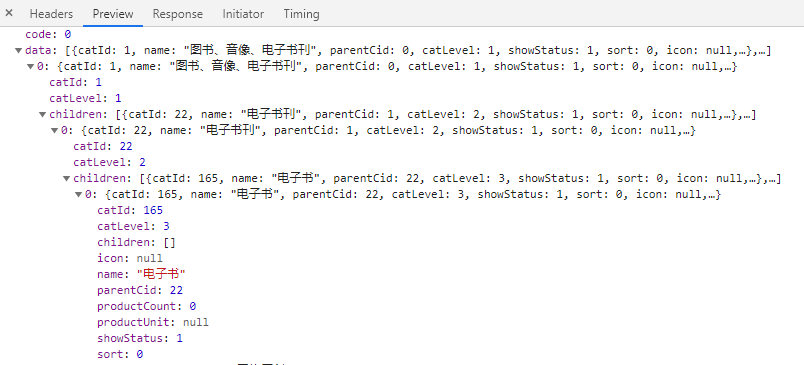 × Headers Preview Response Initiator Timing
code: 0
▼data: [{catId: 1, name: "图书、音像、电子书刊", parentCid: 0, catLevel: 1, showStatus: 1, sort: 0, icon: null,…},…]
▼0: {catId: 1, name: "图书、音像、电子书刊", parentCid: 0, catLevel: 1, showStatus: 1, sort: 0, icon: null,…}
catId: 1
catLevel: 1
▼children: [{catId: 22, name: "电子书刊", parentCid: 1, catLevel: 2, showStatus: 1, sort: 0, icon: null,…},…]
▼0: {catId: 22, name: "电子书刊", parentCid: 1, catLevel: 2, showStatus: 1, sort: 0, icon: null,…}
catId: 22
catLevel: 2
▼children: [{catId: 165, name: "电子书", parentCid: 22, catLevel: 3, showStatus: 1, sort: 0, icon: null,…},…]
▼0: {catId: 165, name: "电子书", parentCid: 22, catLevel: 3, showStatus: 1, sort: 0, icon: null,…}
catId: 165
catLevel: 3
children: []
icon: null
name: "电子书"
parentCid: 22
productCount: 0
productUnit: null
showStatus: 1
sort: 0